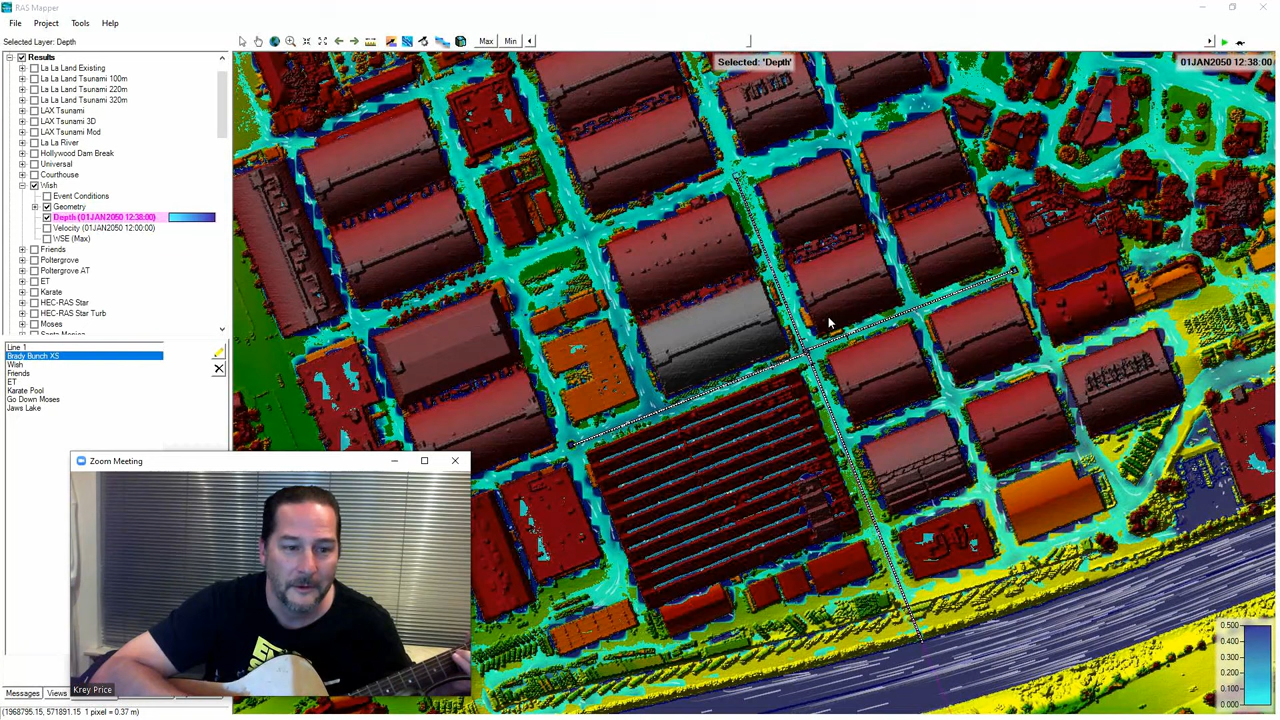 RAS Mapper
File Project Tools Help
Selected Layer: Depth
Max Min
Results
La La Land Existing
La La Land Tsunami 100m
La La Land Tsunami 220m
La La Land Tsunami 320m
LAX Tsunami
LAX Tsunami 3D
LAX Tsunami Mod
La La River
Hollywood Dam Break
Universal
Courthouse
Wish
Event Conditions
Geometry
Depth (01JAN2050 12:38:00)
Velocity (01JAN2050 12:00:00)
WSE (Max)
Friends
Poltergrove
Poltergrove AT
ET
Karate
HEC-RAS Star
HEC-RAS Star Turb
Moses
Santa Monica
Line 1
Brady Bunch XS
Wish
Friends
ET
Karate Pool
Go Down Moses
Jaws Lake
Selected: 'Depth'
01JAN2050 12:38:00
Zoom Meeting
Krey Price
0.500
0.400
0.300
0.200
0.100
0.000
Messages Views
(1968795.15, 571891.15 1 pixel = 0.37 m)